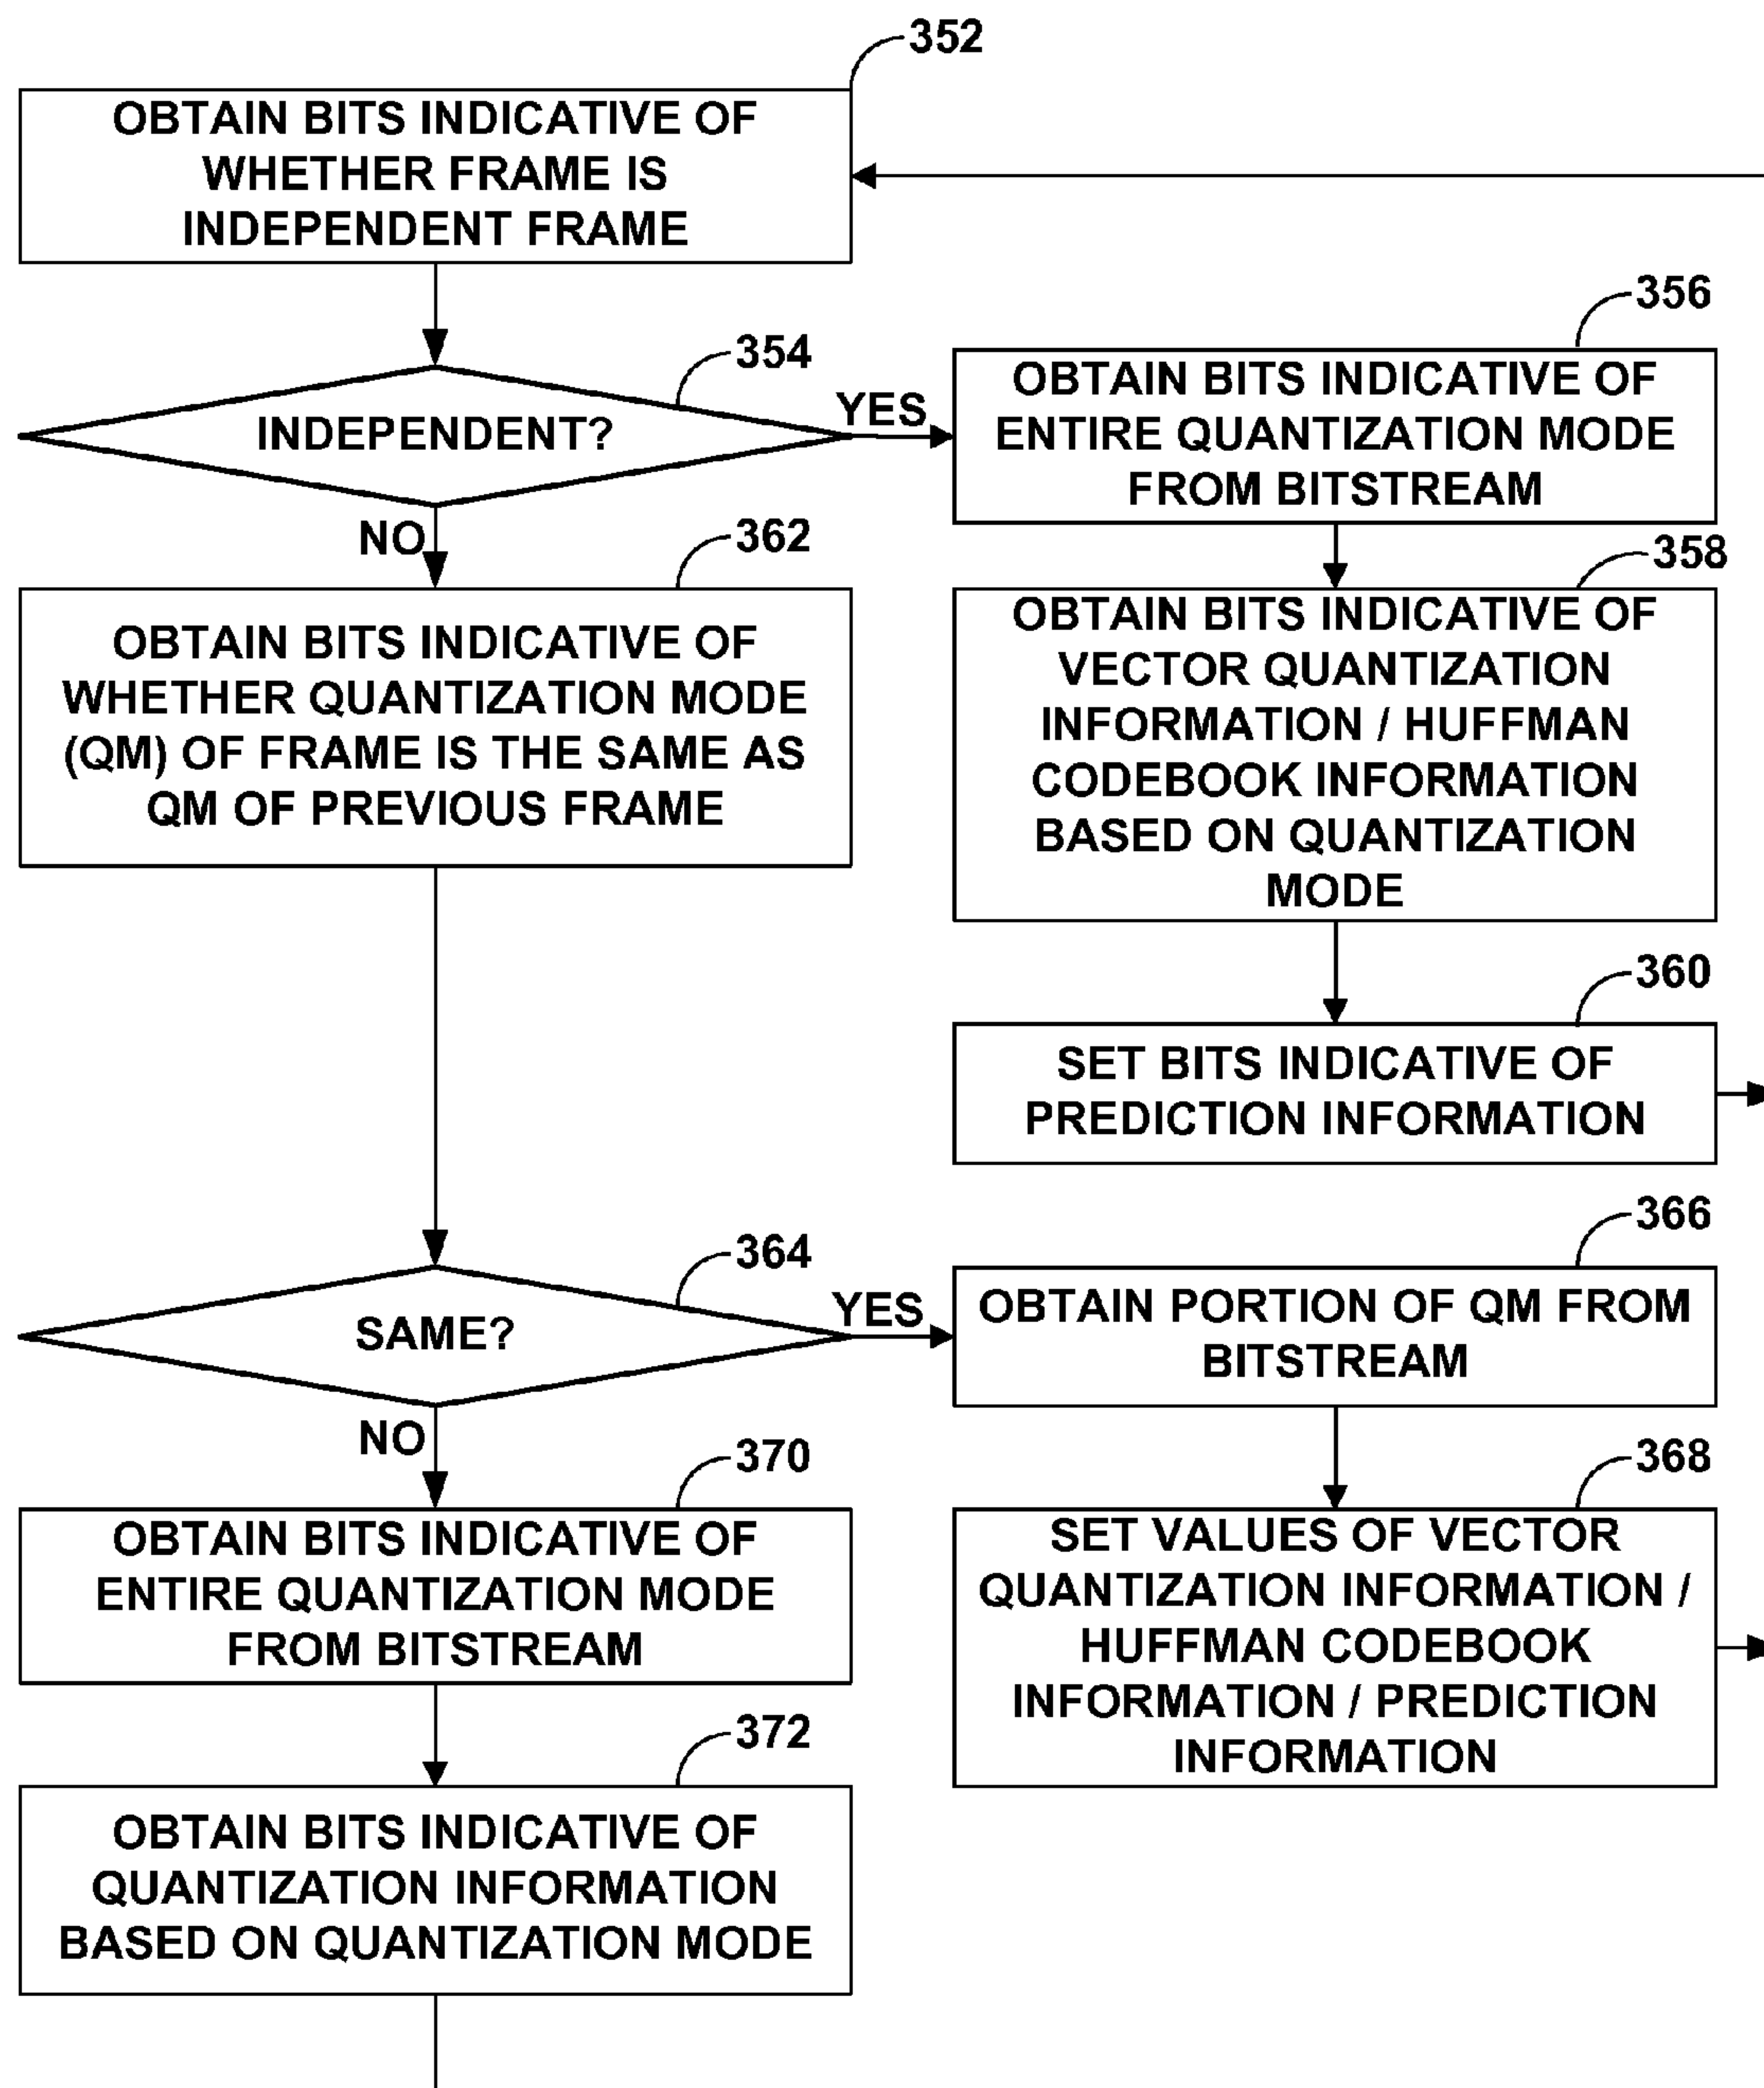 352
OBTAIN BITS INDICATIVE OF
WHETHER FRAME IS
INDEPENDENT FRAME
354
INDEPENDENT?
YES
NO
356
OBTAIN BITS INDICATIVE OF
ENTIRE QUANTIZATION MODE
FROM BITSTREAM
358
OBTAIN BITS INDICATIVE OF
VECTOR QUANTIZATION
INFORMATION / HUFFMAN
CODEBOOK INFORMATION
BASED ON QUANTIZATION
MODE
360
SET BITS INDICATIVE OF
PREDICTION INFORMATION
362
OBTAIN BITS INDICATIVE OF
WHETHER QUANTIZATION MODE
(QM) OF FRAME IS THE SAME AS
QM OF PREVIOUS FRAME
364
SAME?
YES
NO
366
OBTAIN PORTION OF QM FROM
BITSTREAM
368
SET VALUES OF VECTOR
QUANTIZATION INFORMATION /
HUFFMAN CODEBOOK
INFORMATION / PREDICTION
INFORMATION
370
OBTAIN BITS INDICATIVE OF
ENTIRE QUANTIZATION MODE
FROM BITSTREAM
372
OBTAIN BITS INDICATIVE OF
QUANTIZATION INFORMATION
BASED ON QUANTIZATION MODE